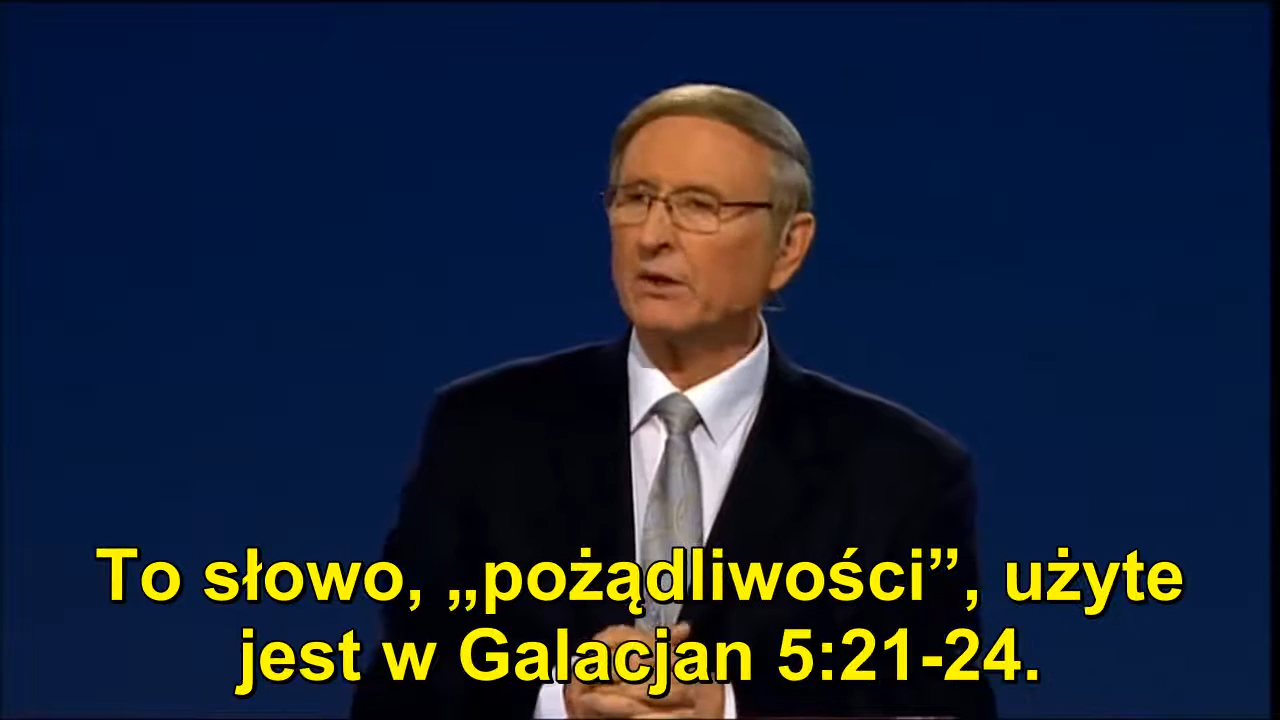 To słowo, „pożądliwości”, użyte
jest w Galacjan 5:21-24.